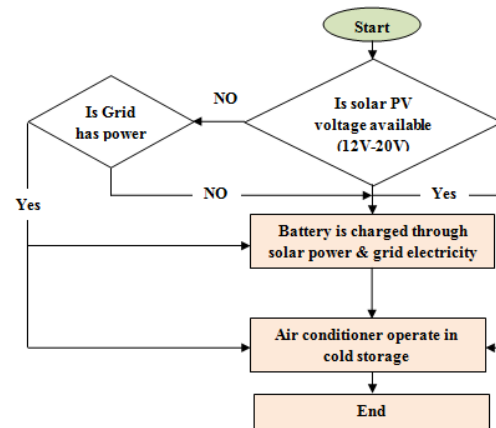 Start
NO
Is solar PV
voltage available
(12V-20V)
Is Grid
has power
Yes
NO
Yes
Battery is charged through
solar power & grid electricity
Air conditioner operate in
cold storage
End